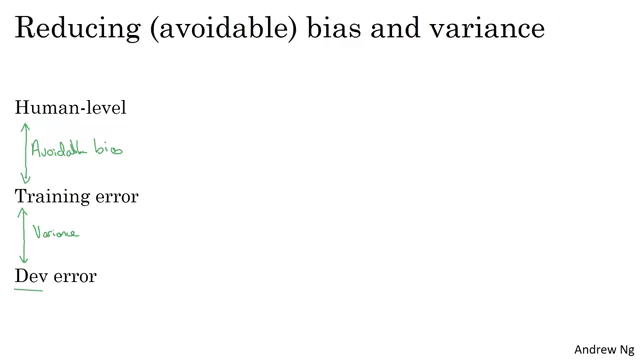 Reducing (avoidable) bias and variance
Human-level
Avoidable bias
Training error
Variance
Dev error
Andrew Ng